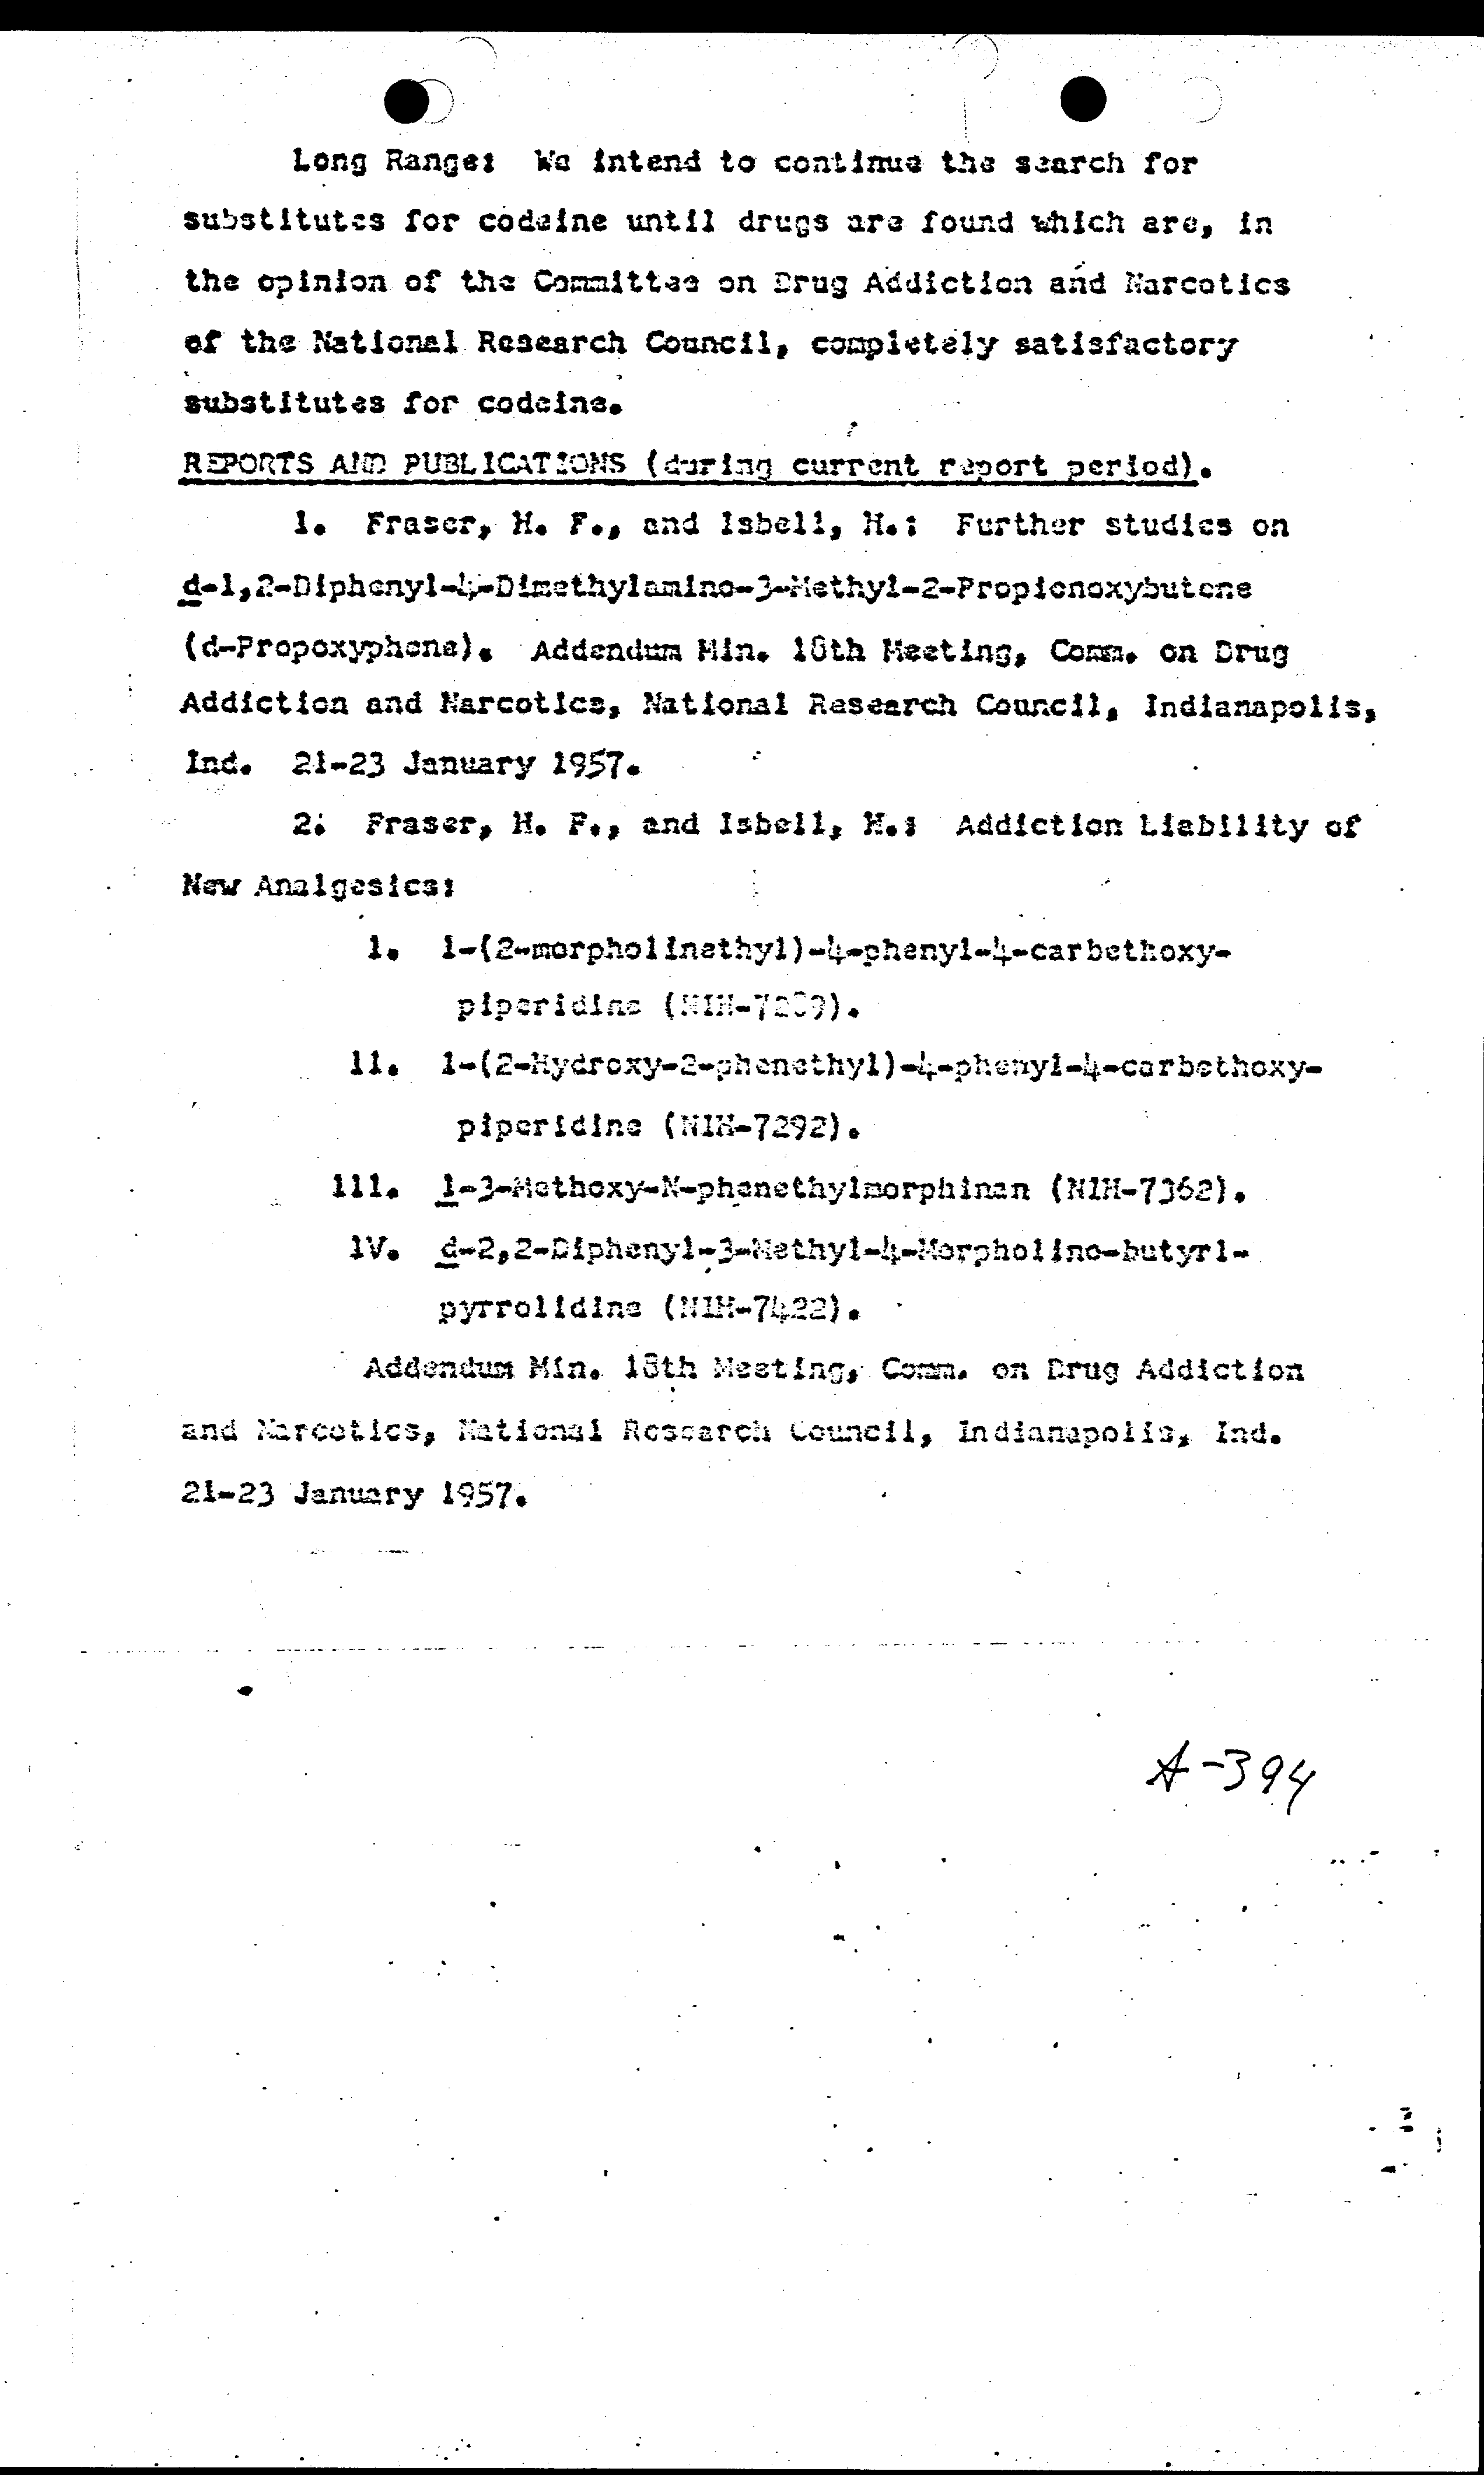 Long Range: We intend to continue the search for
substitutes for codeine until drugs are found which are, in
the opinion of the Committee on Drug Addiction and Narcotics
of the National Research Council, completely satisfactory
substitutes for codeine.
REPORTS AND PUBLICATIONS (during current report period).
1. Fraser, H. F., and Isbell, H.: Further studies on
d-1,2-Diphenyl-4-Dimethylamino-3-Methyl-2-Propionoxybutene
(d-Propoxyphene). Addendum Min. 18th Meeting, Comm. on Drug
Addiction and Narcotics, National Research Council, Indianapolis,
Ind. 21-23 January 1957.
2. Fraser, H. F., and Isbell, H.: Addiction Liability of
New Analgesics:
1. 1-(2-morpholinethyl)-4-phenyl-4-carbethoxy-
piperidine
11. 1-(2-Hydroxy-2-phenethyl)-4-phenyl-4-carbethoxy-
piperidine (NIH-7292).
111. 1-3-Methoxy-N-phenethylmorphinan (NIH-7362).
1V. d-2,2-Diphenyl-3-Methyl-4-Morpholino-butyrl-
pyrrolidine (NIH-7422).
Addendum Min. 18th Meeting, Comm. on Drug Addiction
and Narcotics, National Research Council, Indianapolis, Ind.
21-23 January 1957.
A-394